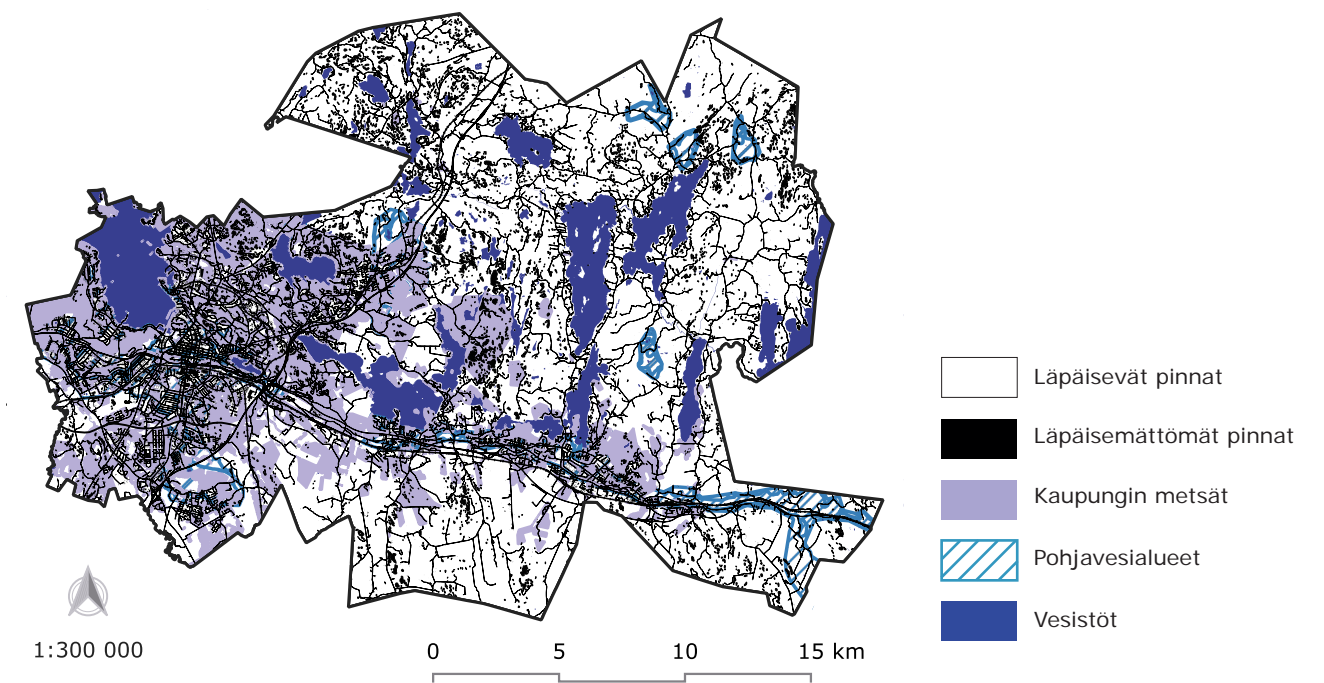 Läpäisevät pinnat
Läpäisemättömät pinnat
Kaupungin metsät
Pohjavesialueet
Vesistöt
1:300 000
0 5 10 15 km